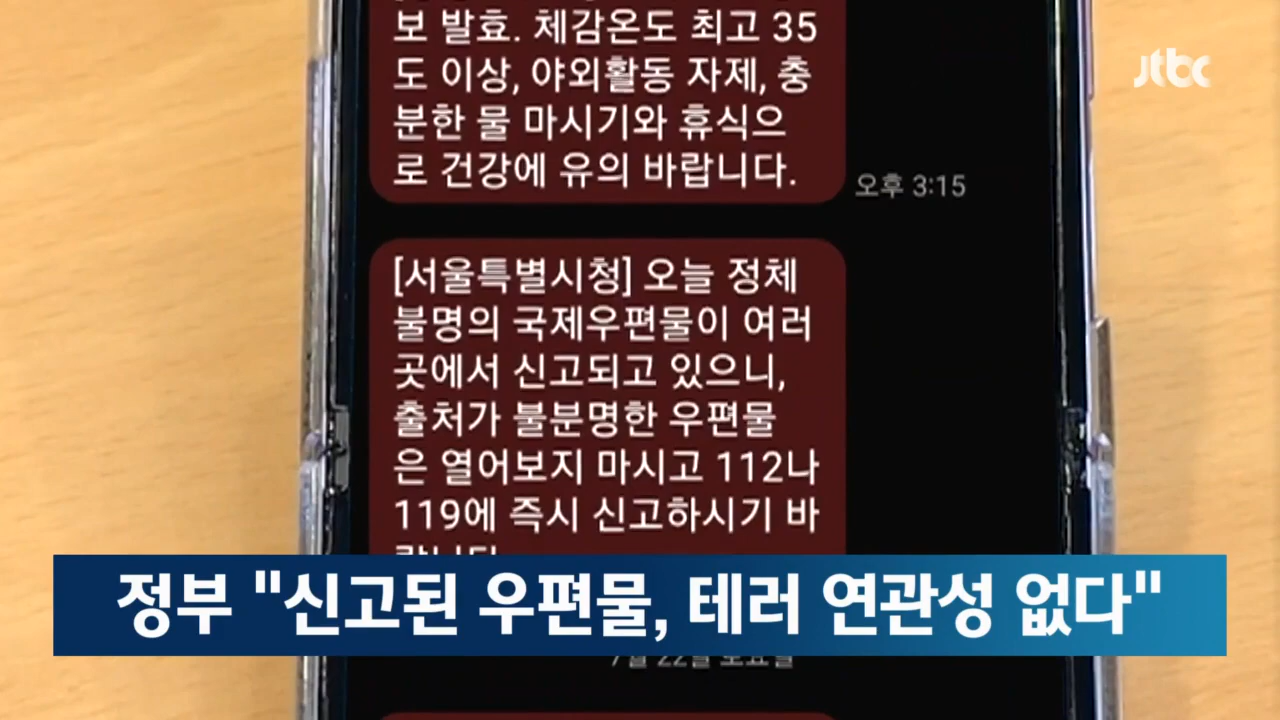 보 발효. 체감온도 최고 35
도 이상, 야외활동 자제, 충
분한 물 마시기와 휴식으
로 건강에 유의 바랍니다.
오후 3:15
jtbc
[서울특별시청] 오늘 정체
불명의 국제우편물이 여러
곳에서 신고되고 있으니,
출처가 불분명한 우편물
은 열어보지 마시고 112나
119에 즉시 신고하시기 바
정부 "신고된 우편물, 테러 연관성 없다"